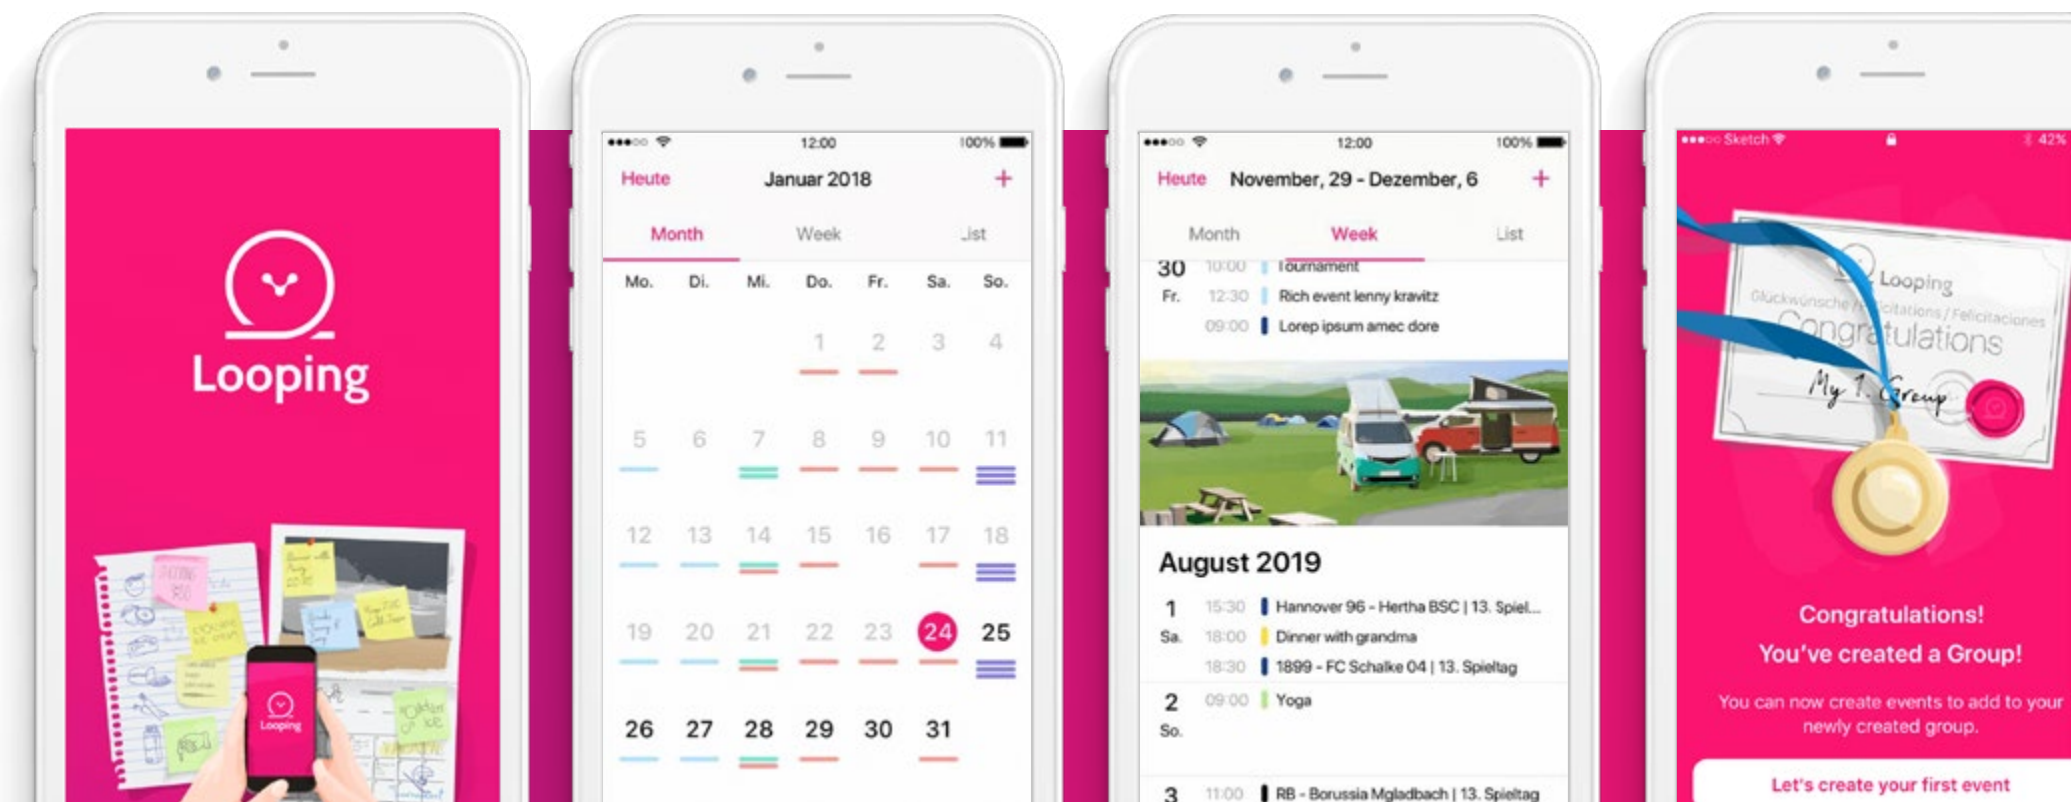 Looping
Looping
12:00
100%
Heute
Januar 2018
+
Month
Week
List
Mo. Di. Mi. Do. Fr. Sa. So.
1 2 3 4
5 6 7 8 9 10 11
12 13 14 15 16 17 18
19 20 21 22 23 24 25
26 27 28 29 30 31
12:00
100%
Heute
November, 29 - Dezember, 6
+
Month
Week
List
30 10:00 Tournament
Fr. 12:30 Rich event lenny kravitz
09:00 Lorep ipsum amec dore
August 2019
1 15:30 Hannover 96 - Hertha BSC | 13. Spiel...
Sa. 18:00 Dinner with grandma
18:30 1899 - FC Schalke 04 | 13. Spieltag
2 09:00 Yoga
So.
3 11:00 RB - Borussia Mgladbach | 13. Spieltag
Sketch
42%
Looping
Glückwünsche / Felicitations / Felicitaciones
Congratulations
My 1. Group
Congratulations!
You've created a Group!
You can now create events to add to your
newly created group.
Let's create your first event